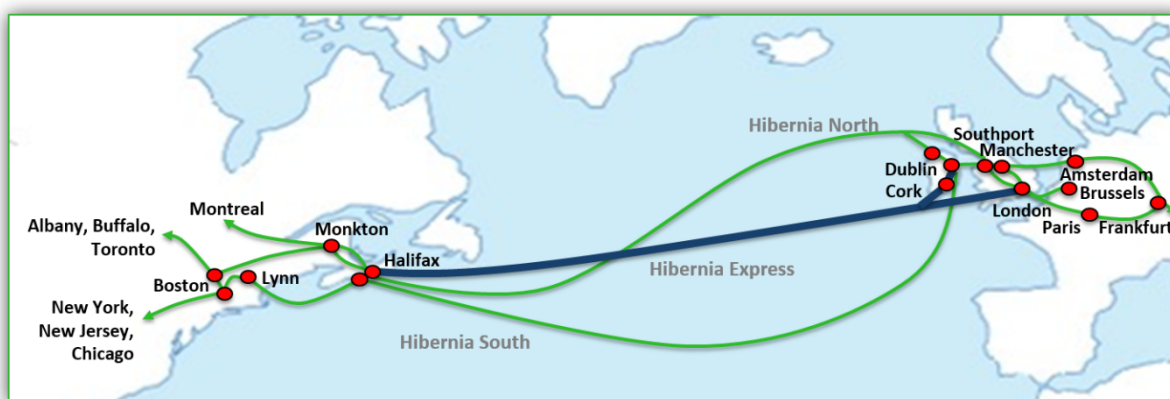 Hibernia North
Southport
Manchester
Dublin
Amsterdam
Cork
Brussels
London
Paris
Frankfurt
Montreal
Albany, Buffalo,
Toronto
Monkton
Halifax
Hibernia Express
Lynn
Boston
New York,
New Jersey,
Chicago
Hibernia South